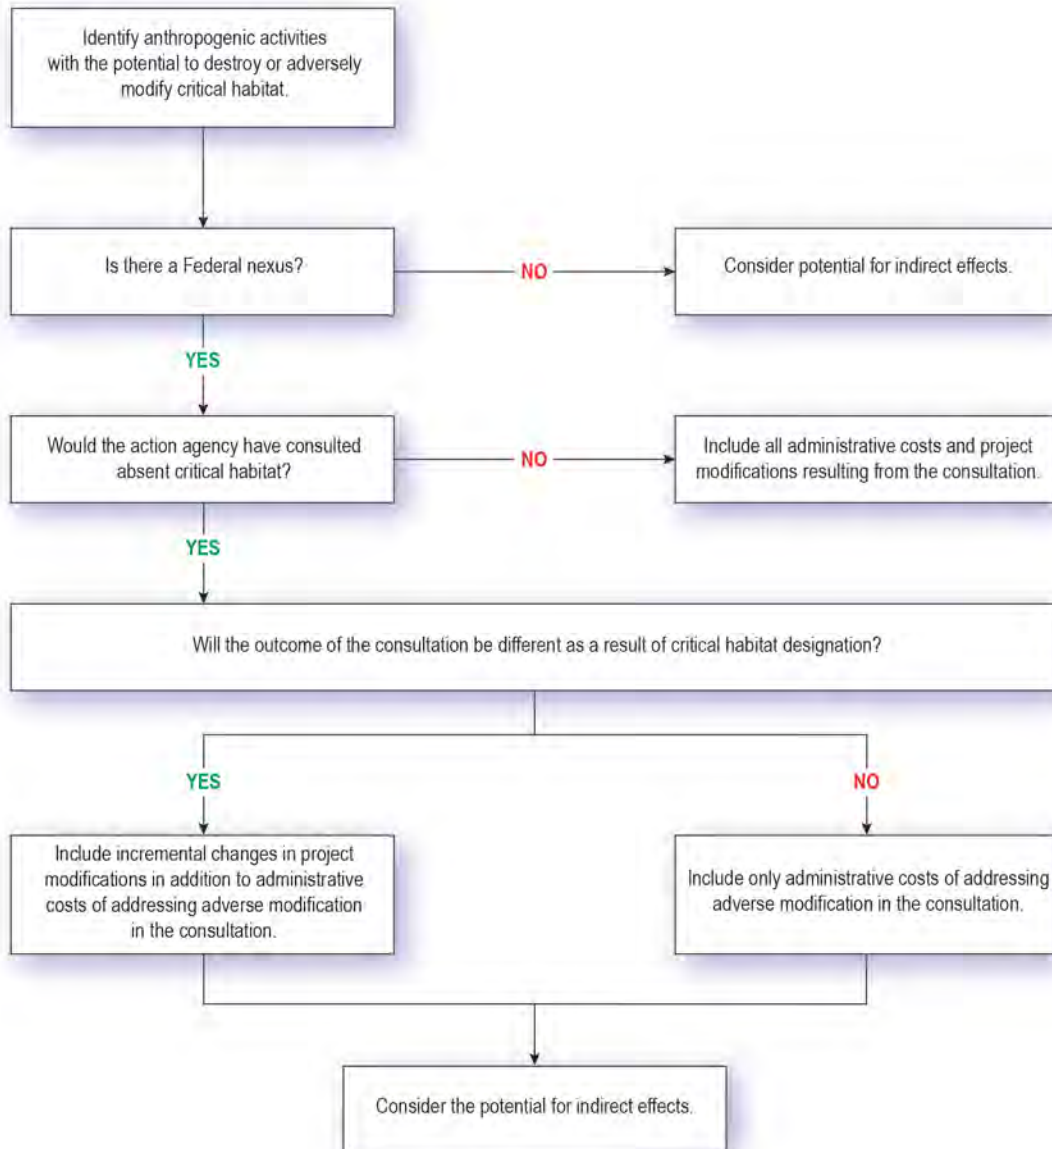 Identify anthropogenic activities
with the potential to destroy or adversely
modify critical habitat.
Is there a Federal nexus?
NO
Consider potential for indirect effects.
YES
Would the action agency have consulted
absent critical habitat?
NO
Include all administrative costs and project
modifications resulting from the consultation.
YES
Will the outcome of the consultation be different as a result of critical habitat designation?
YES
NO
Include incremental changes in project
modifications in addition to administrative
costs of addressing adverse modification
in the consultation.
Include only administrative costs of addressing
adverse modification in the consultation.
Consider the potential for indirect effects.